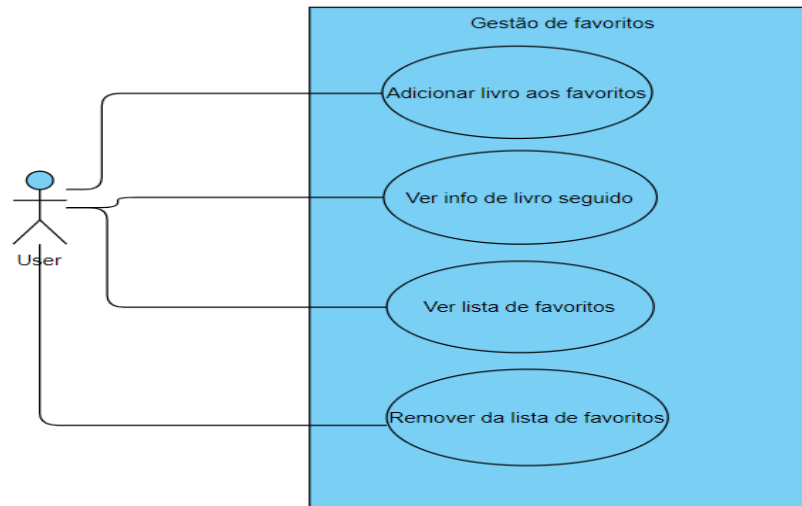 Gestão de favoritos
Adicionar livro aos favoritos
Ver info de livro seguido
User
Ver lista de favoritos
Remover da lista de favoritos